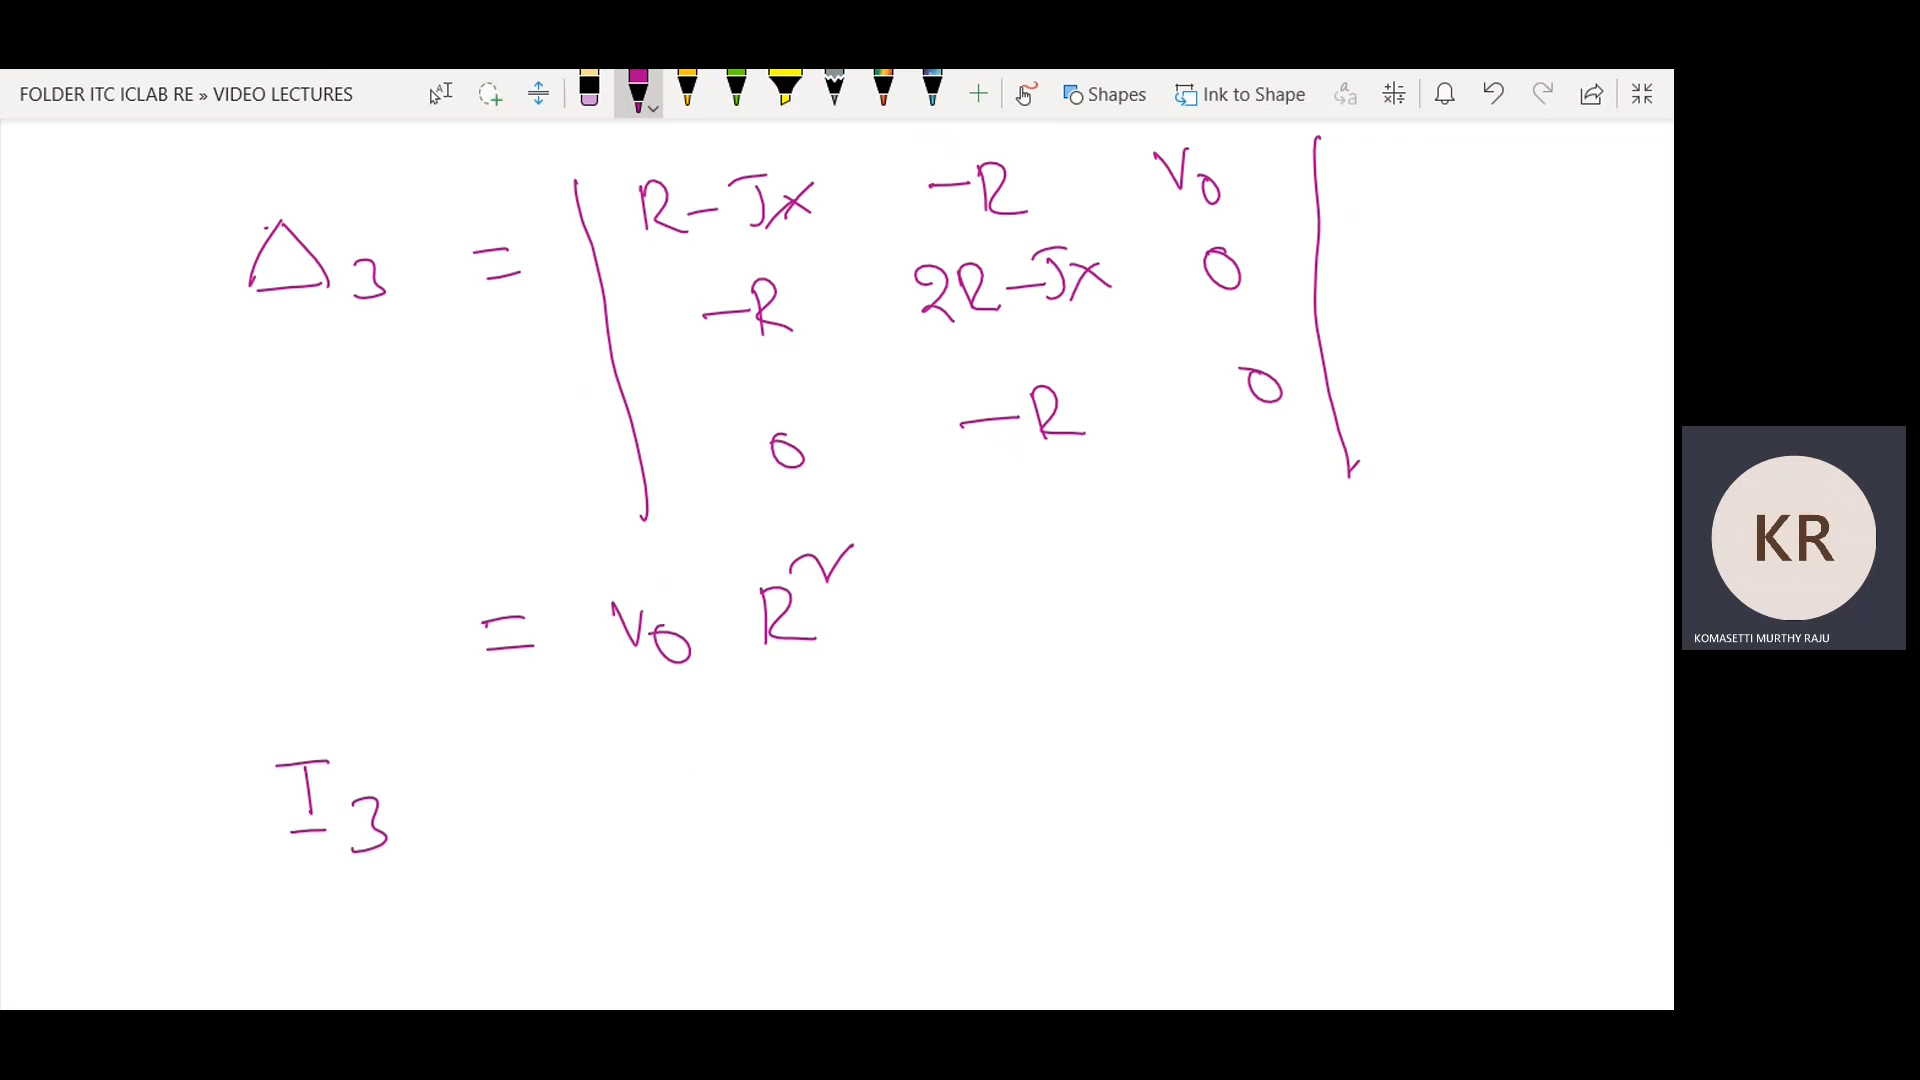 FOLDER ITC ICLAB RE » VIDEO LECTURES
Shapes
Ink to Shape
R - Jx -R V0
Δ3 = -R 2R-Jx 0
0 -R 0
= V0 R²
I3
KR
KOMASETTI MURTHY RAJU